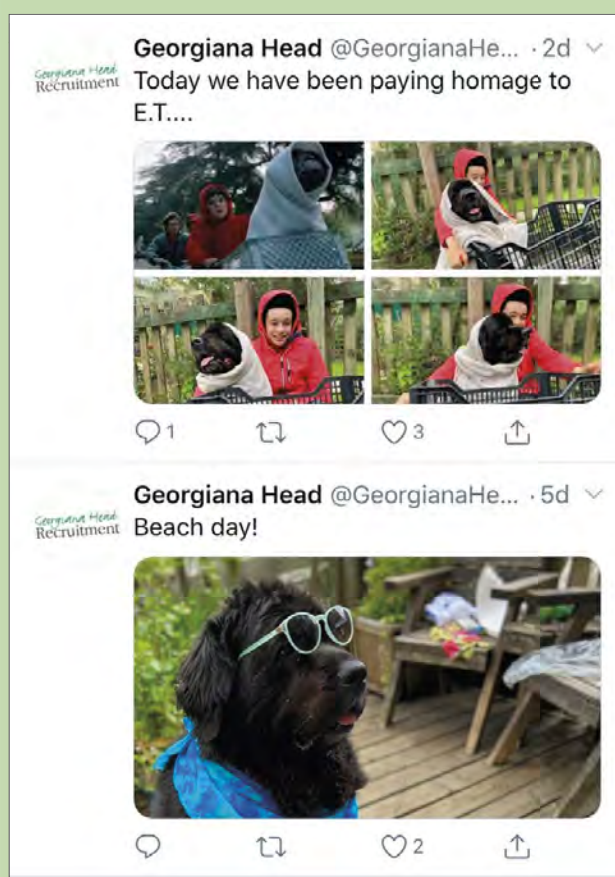 Georgiana Head @GeorgianaHe... · 2d
Georgiana Head
Recruitment
Today we have been paying homage to
E.T....
1
3
Georgiana Head @GeorgianaHe... · 5d
Georgiana Head
Recruitment
Beach day!
2